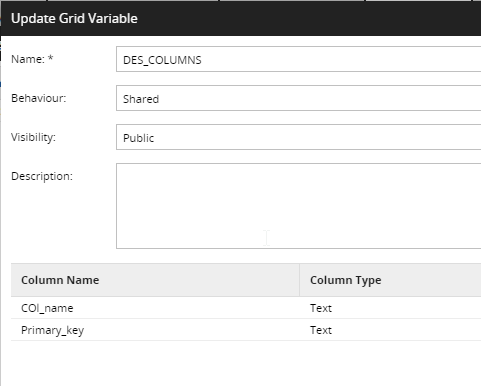 Update Grid Variable
Name: * DES_COLUMNS
Behaviour: Shared
Visibility: Public
Description:
Column Name Column Type
COl_name Text
Primary_key Text